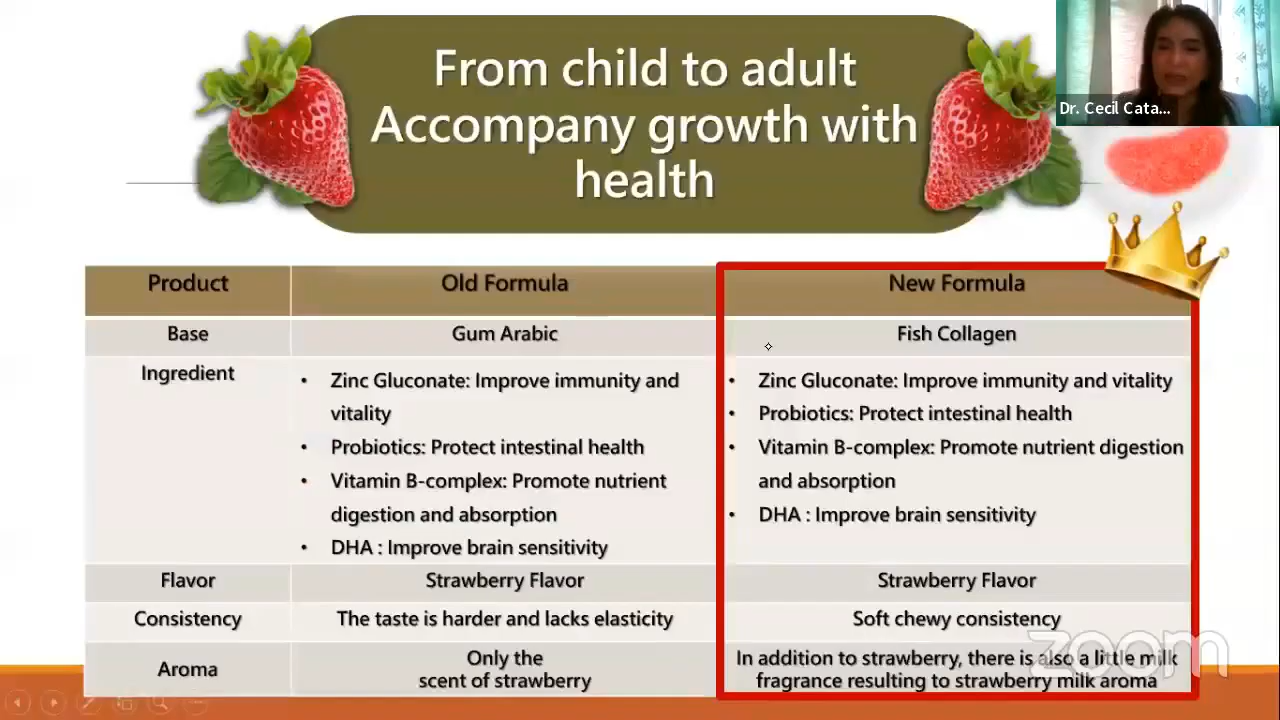 From child to adult
Accompany growth with
health
Dr. Cecil Cata...
Product
Old Formula
New Formula
Base
Gum Arabic
Fish Collagen
Ingredient
• Zinc Gluconate: Improve immunity and
vitality
• Probiotics: Protect intestinal health
• Vitamin B-complex: Promote nutrient
digestion and absorption
• DHA : Improve brain sensitivity
• Zinc Gluconate: Improve immunity and vitality
• Probiotics: Protect intestinal health
• Vitamin B-complex: Promote nutrient digestion
and absorption
• DHA : Improve brain sensitivity
Flavor
Strawberry Flavor
Strawberry Flavor
Consistency
The taste is harder and lacks elasticity
Soft chewy consistency
Aroma
Only the
scent of strawberry
In addition to strawberry, there is also a little milk
fragrance resulting to strawberry milk aroma
zoom